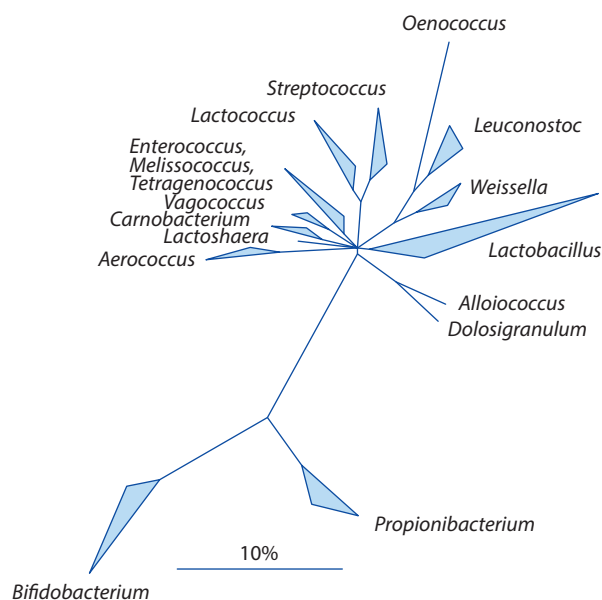 Oenococcus
Streptococcus
Lactococcus
Leuconostoc
Enterococcus,
Melissococcus,
Tetragenococcus
Vagococcus
Weissella
Carnobacterium
Lactoshaera
Aerococcus
Lactobacillus
Alloiococcus
Dolosigranulum
Propionibacterium
10%
Bifidobacterium